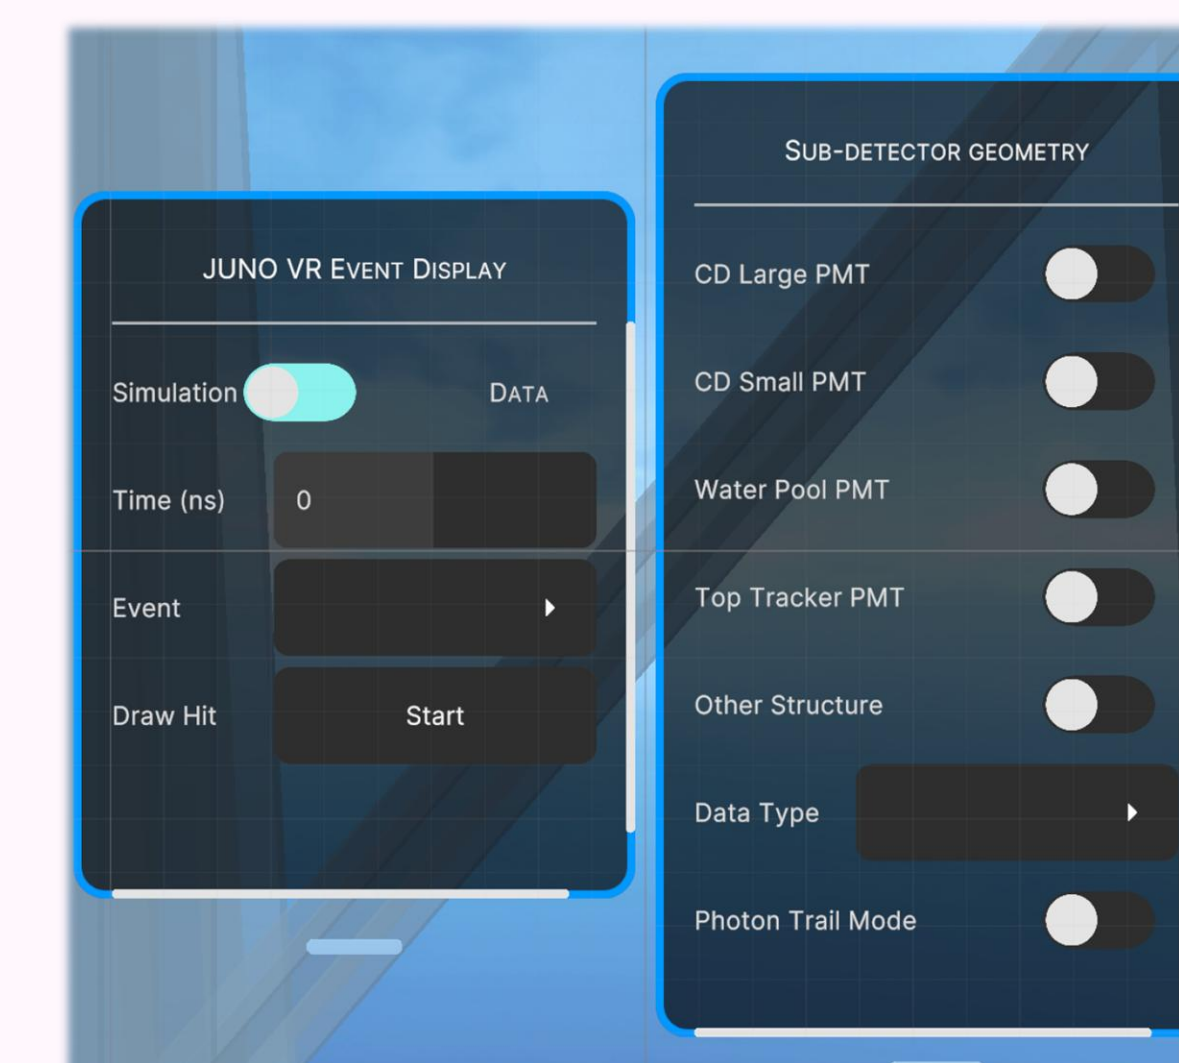 JUNO VR EVENT DISPLAY
Simulation DATA
Time (ns) 0
Event
Draw Hit Start
SUB-DETECTOR GEOMETRY
CD Large PMT
CD Small PMT
Water Pool PMT
Top Tracker PMT
Other Structure
Data Type
Photon Trail Mode